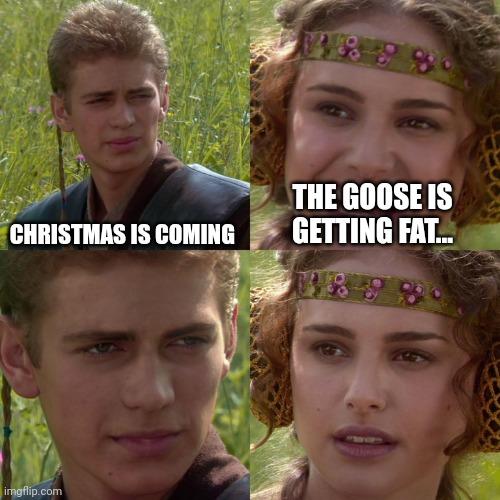 CHRISTMAS IS COMING
THE GOOSE IS
GETTING FAT...
imgflip.com